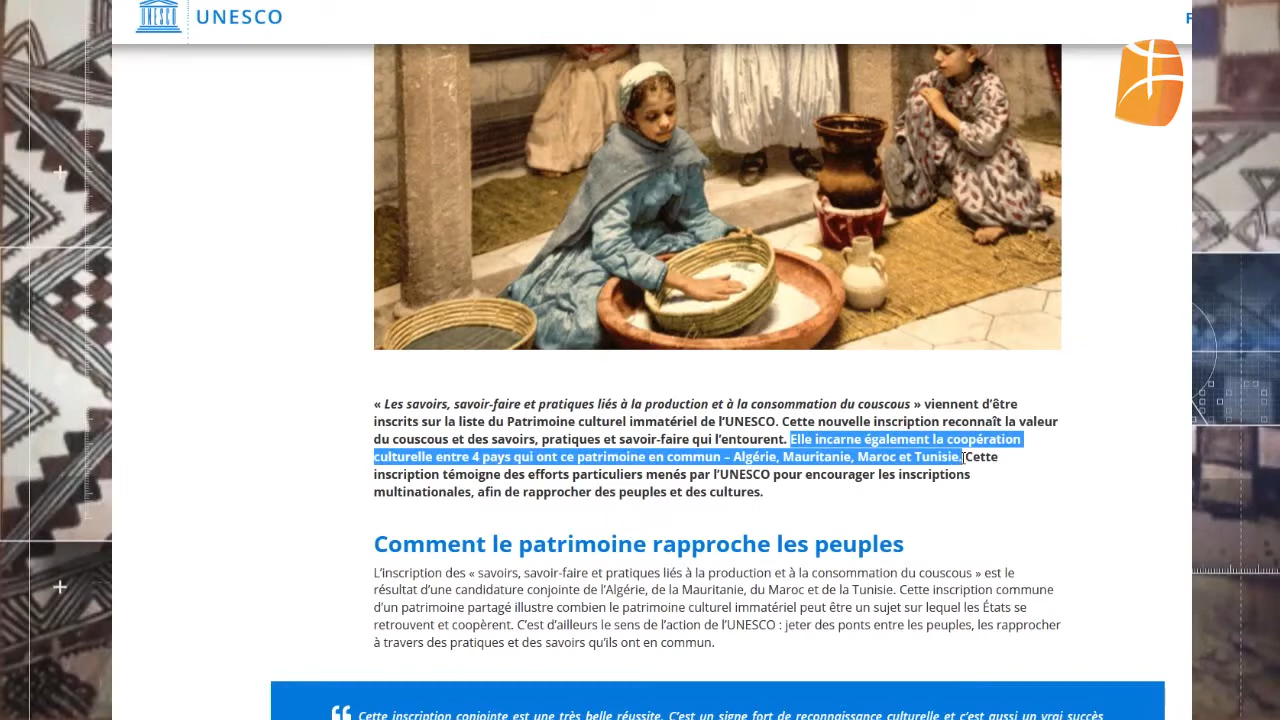 UNESCO
UNESCO
F
« Les savoirs, savoir-faire et pratiques liés à la production et à la consommation du couscous » viennent d’être
inscrits sur la liste du Patrimoine culturel immatériel de l’UNESCO. Cette nouvelle inscription reconnaît la valeur
du couscous et des savoirs, pratiques et savoir-faire qui l’entourent. Elle incarne également la coopération
culturelle entre 4 pays qui ont ce patrimoine en commun – Algérie, Mauritanie, Maroc et Tunisie. Cette
inscription témoigne des efforts particuliers menés par l’UNESCO pour encourager les inscriptions
multinationales, afin de rapprocher des peuples et des cultures.
Comment le patrimoine rapproche les peuples
L’inscription des « savoirs, savoir-faire et pratiques liés à la production et à la consommation du couscous » est le
résultat d’une candidature conjointe de l’Algérie, de la Mauritanie, du Maroc et de la Tunisie. Cette inscription commune
d’un patrimoine partagé illustre combien le patrimoine culturel immatériel peut être un sujet sur lequel les États se
retrouvent et coopèrent. C’est d’ailleurs le sens de l’action de l’UNESCO : jeter des ponts entre les peuples, les rapprocher
à travers des pratiques et des savoirs qu’ils ont en commun.
“ Cette inscription conjointe est une très belle réussite. C’est un signe fort de reconnaissance culturelle et c’est aussi un vrai succès